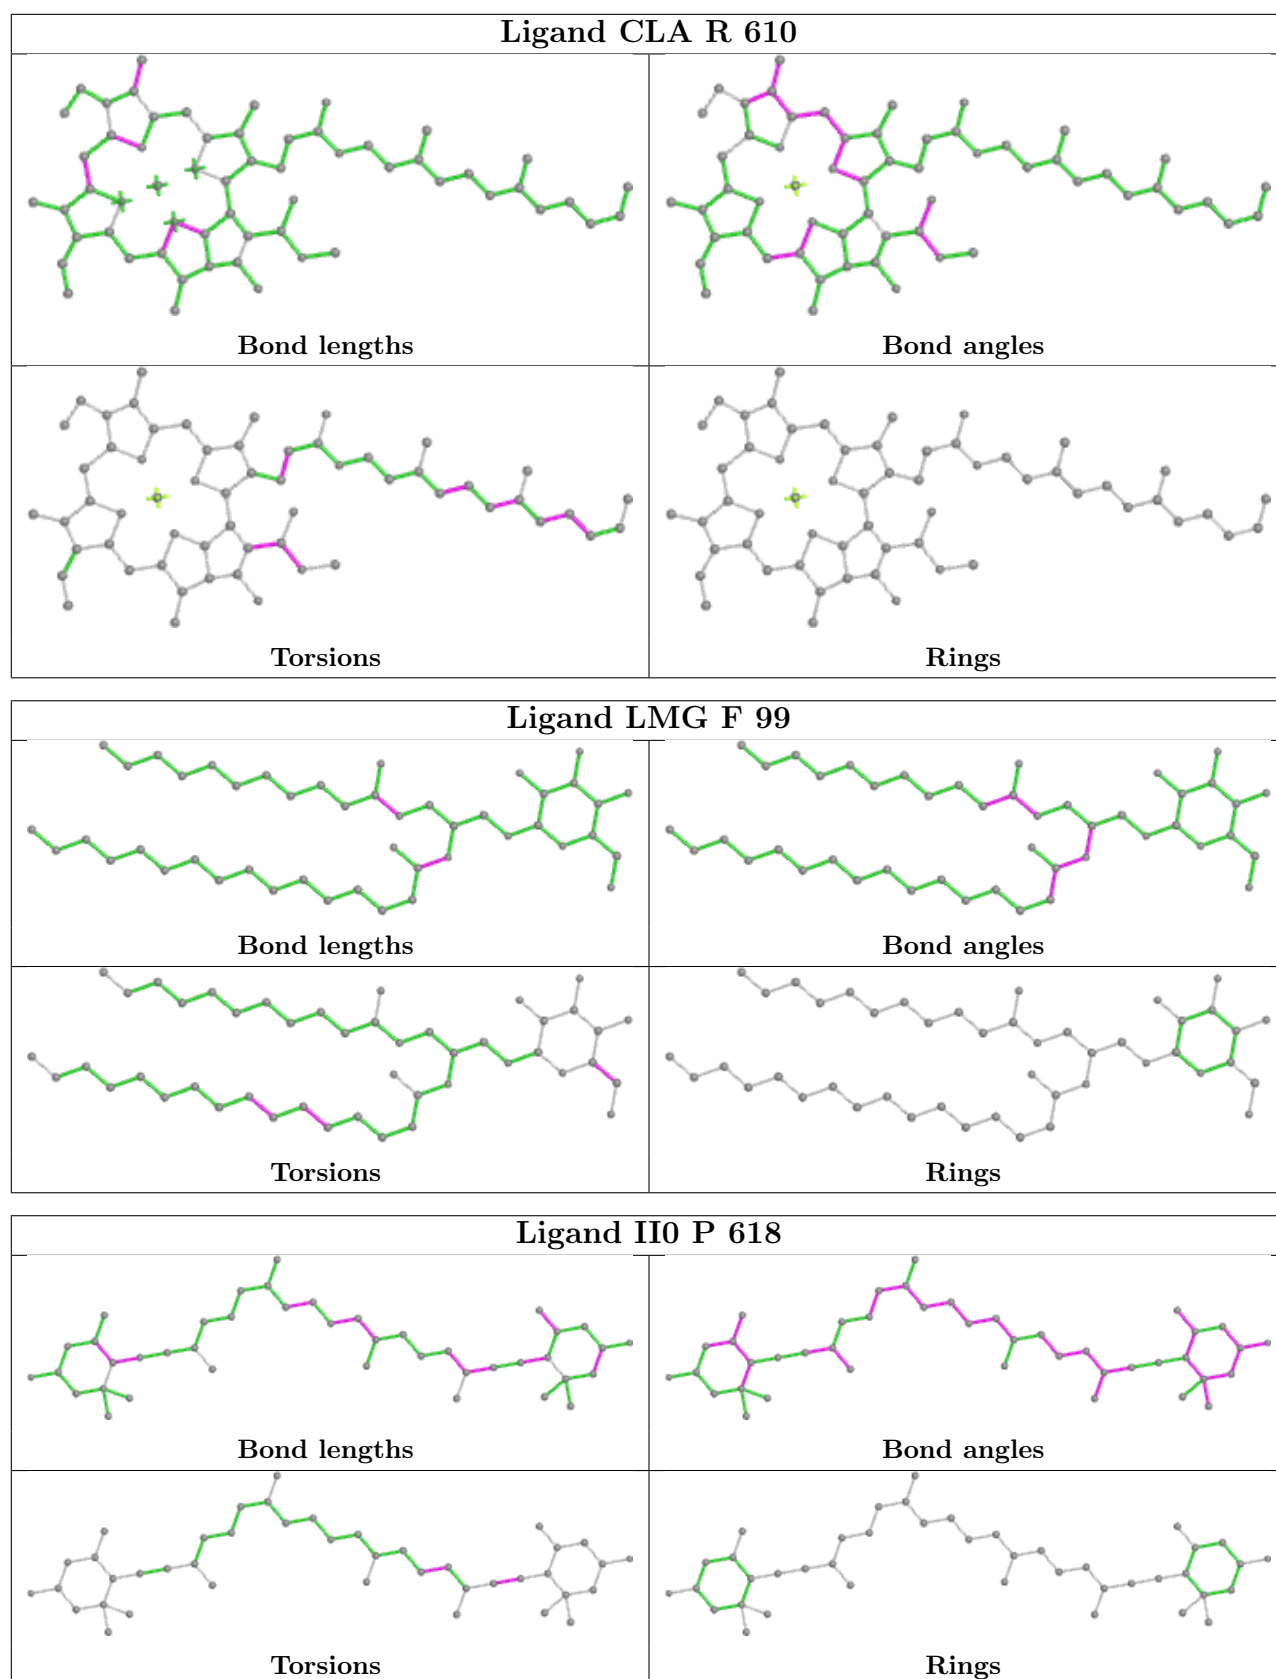 Ligand CLA R 610
Bond lengths
Bond angles
Torsions
Rings
Ligand LMG F 99
Bond lengths
Bond angles
Torsions
Rings
Ligand II0 P 618
Bond lengths
Bond angles
Torsions
Rings